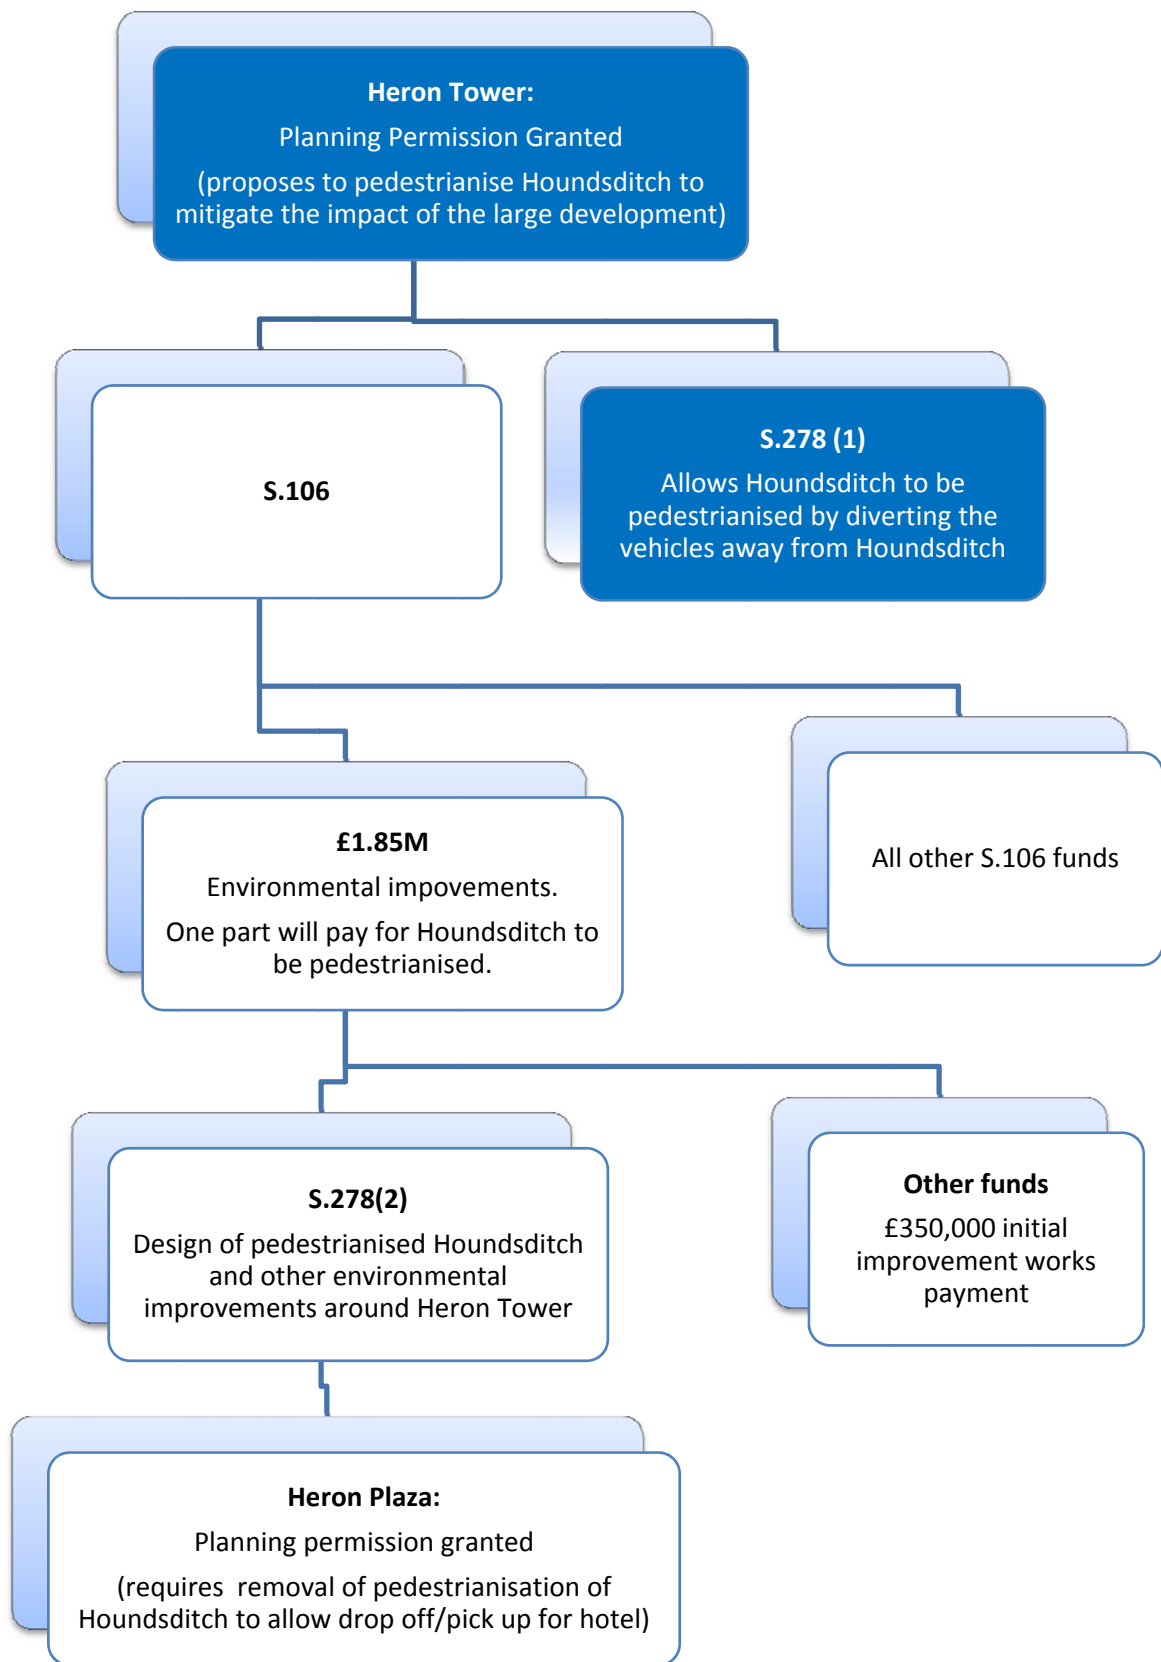 Heron Tower:
Planning Permission Granted
(proposes to pedestrianise Houndsditch to
mitigate the impact of the large development)
S.106
S.278 (1)
Allows Houndsditch to be
pedestrianised by diverting the
vehicles away from Houndsditch
£1.85M
Environmental impovements.
One part will pay for Houndsditch to
be pedestrianised.
All other S.106 funds
S.278(2)
Design of pedestrianised Houndsditch
and other environmental
improvements around Heron Tower
Other funds
£350,000 initial
improvement works
payment
Heron Plaza:
Planning permission granted
(requires  removal of pedestrianisation of
Houndsditch to allow drop off/pick up for hotel)